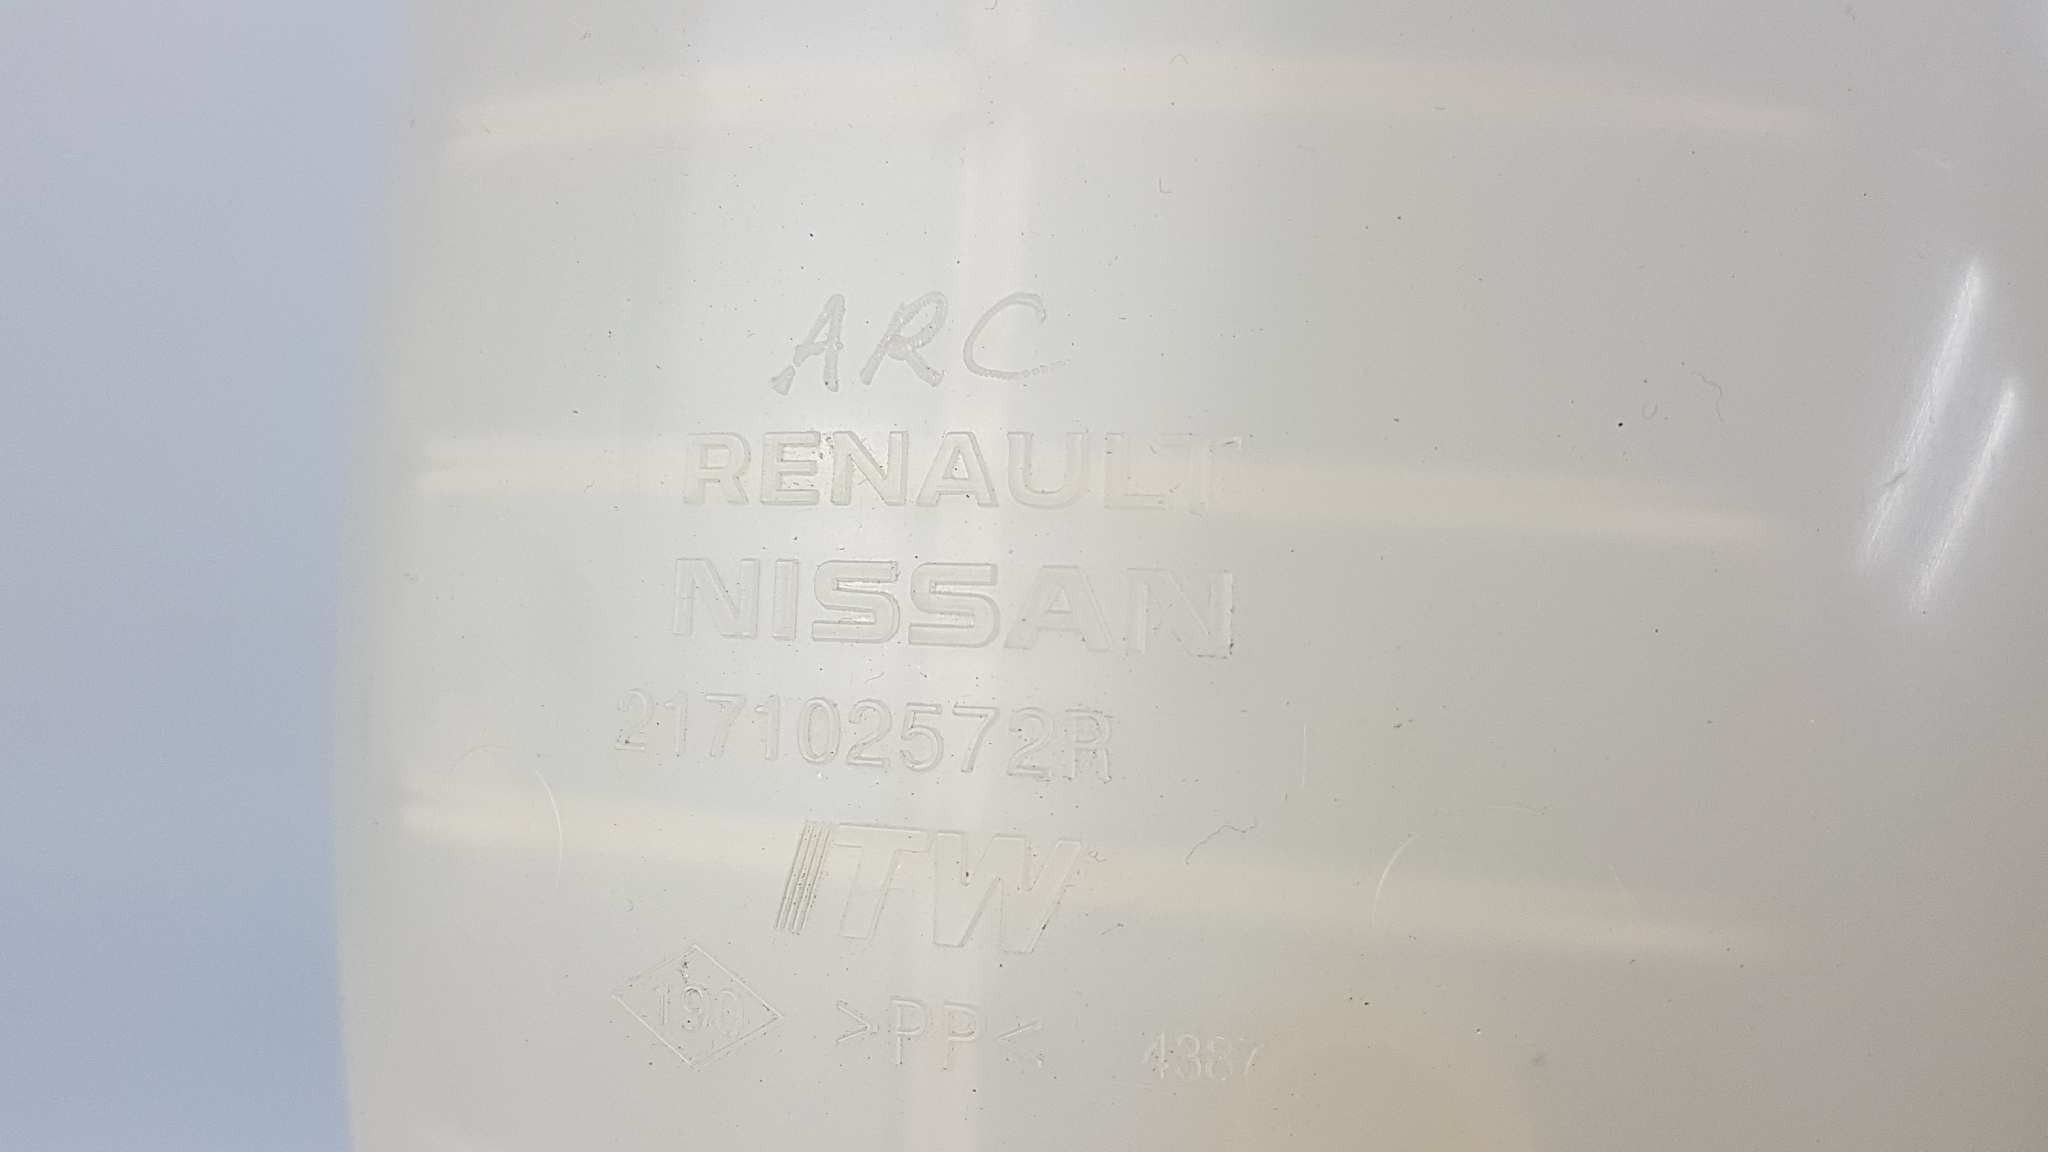 ARC
RENAULT
NISSAN
217102572R
ITW
190 >PP< 4387